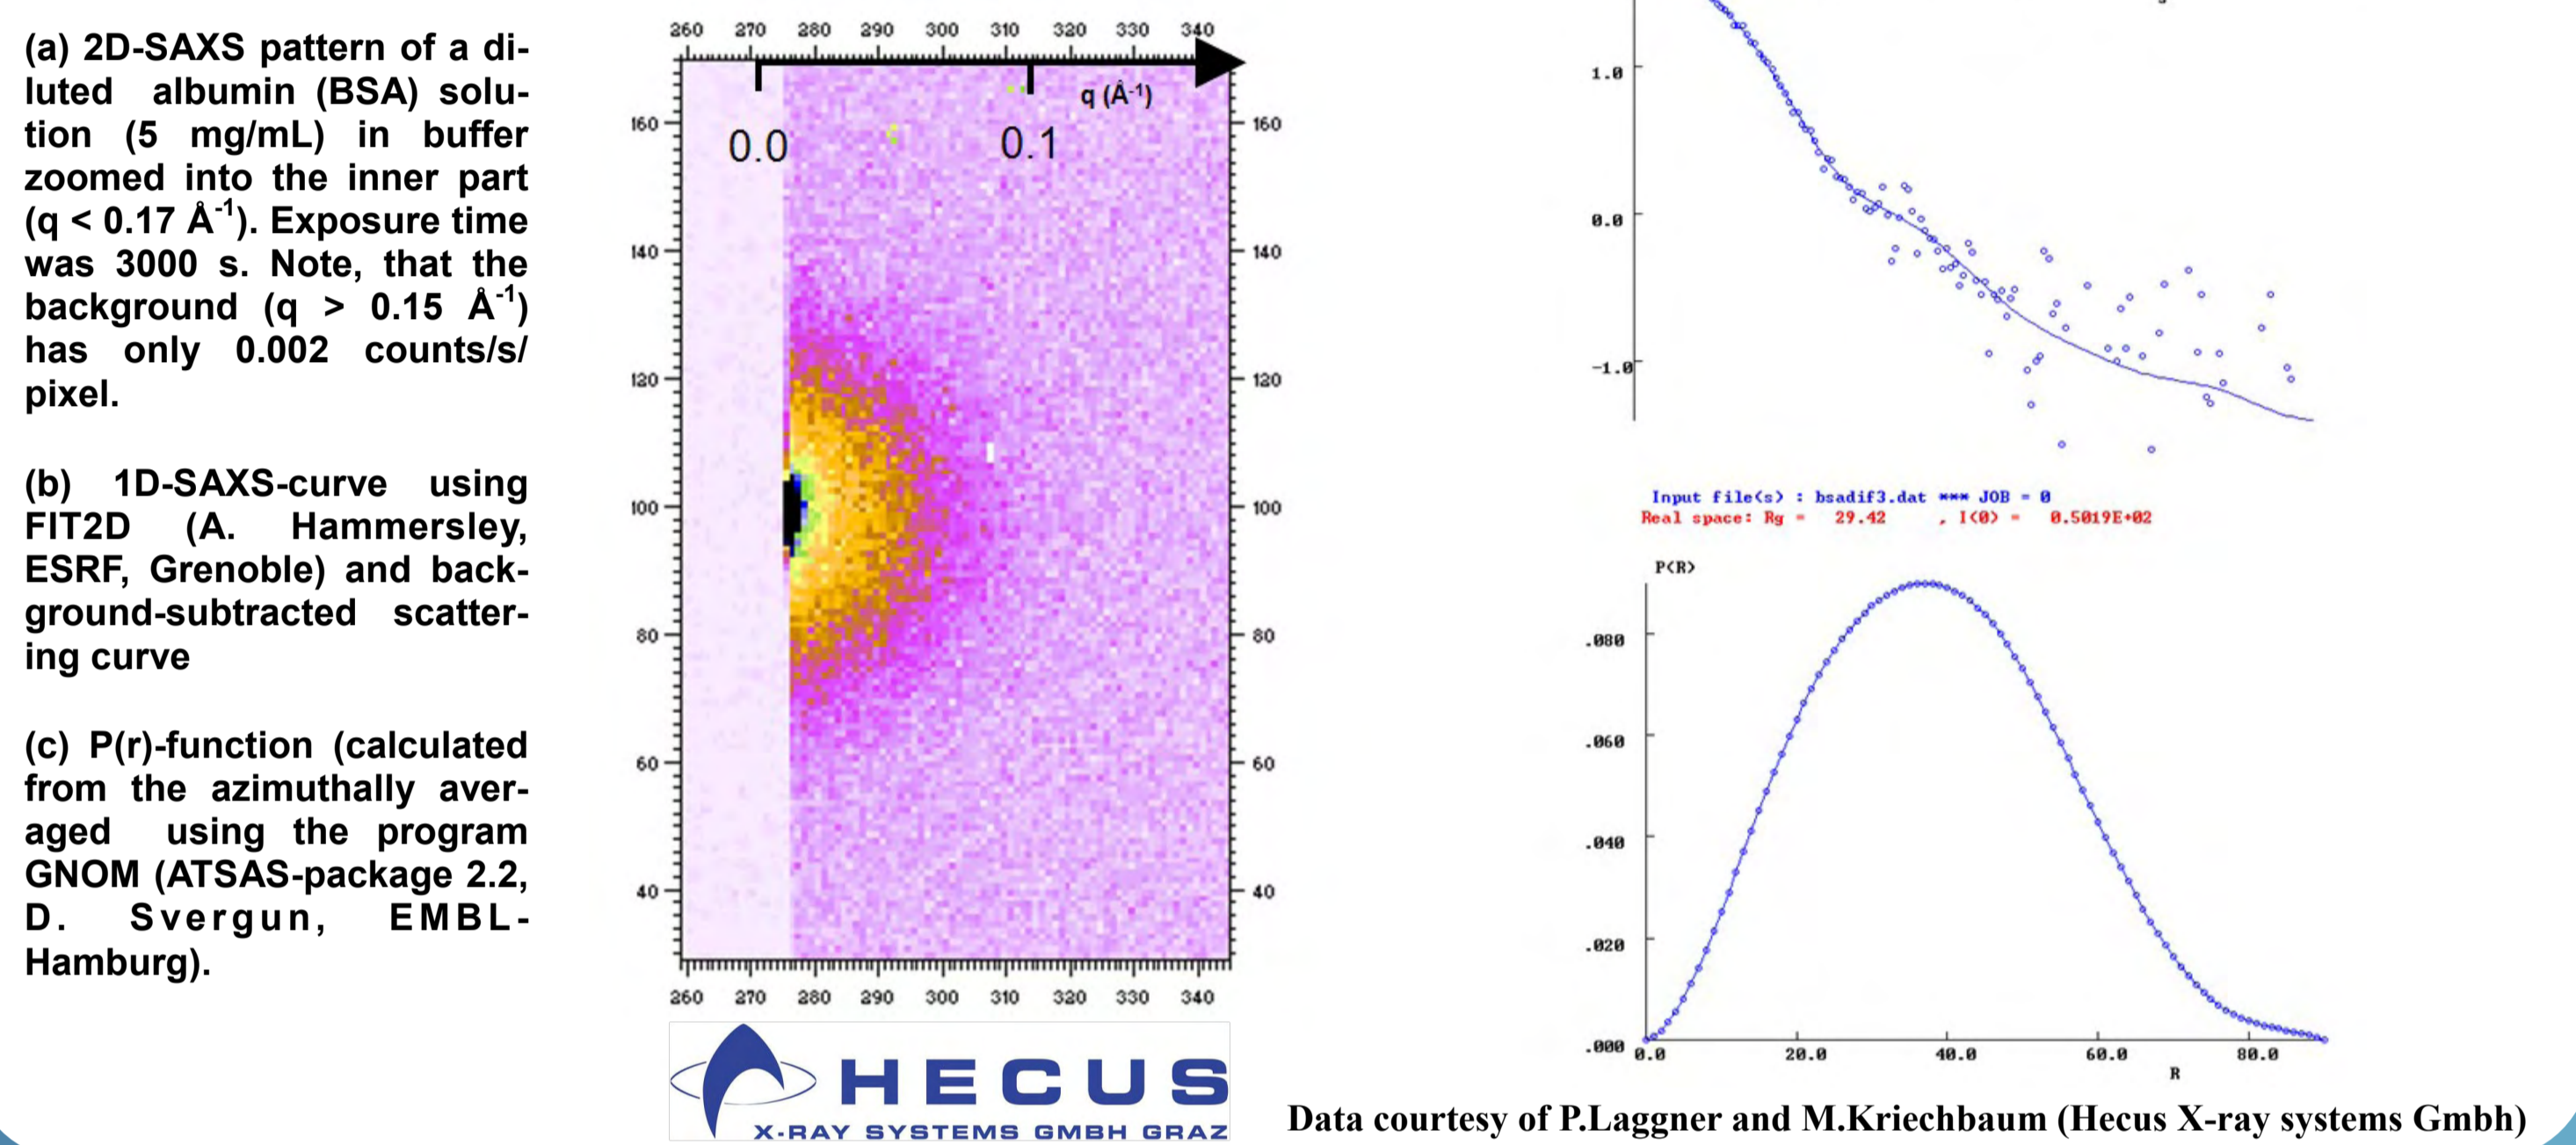 (a) 2D-SAXS pattern of a di-
luted albumin (BSA) solu-
tion (5 mg/mL) in buffer
zoomed into the inner part
(q < 0.17 Å-1). Exposure time
was 3000 s. Note, that the
background (q > 0.15 Å-1)
has only 0.002 counts/s/
pixel.
(b) 1D-SAXS-curve using
FIT2D (A. Hammersley,
ESRF, Grenoble) and back-
ground-subtracted scatter-
ing curve
(c) P(r)-function (calculated
from the azimuthally aver-
aged using the program
GNOM (ATSAS-package 2.2,
D. Svergun, EMBL-
Hamburg).
260 270 280 290 300 310 320 330 340
q (Å-1)
0.0 0.1
160 160
140 140
120 120
100 100
80 80
60 60
40 40
260 270 280 290 300 310 320 330 340
HECUS
X-RAY SYSTEMS GMBH GRAZ
1.0
0.0
-1.0
Input file(s) : bsadif3.dat *** JOB = 0
Real space: Rg = 29.42 , I(0) = 0.5019E+02
P(R)
.080
.060
.040
.020
.000
0.0 20.0 40.0 60.0 80.0
R
Data courtesy of P.Laggner and M.Kriechbaum (Hecus X-ray systems Gmbh)